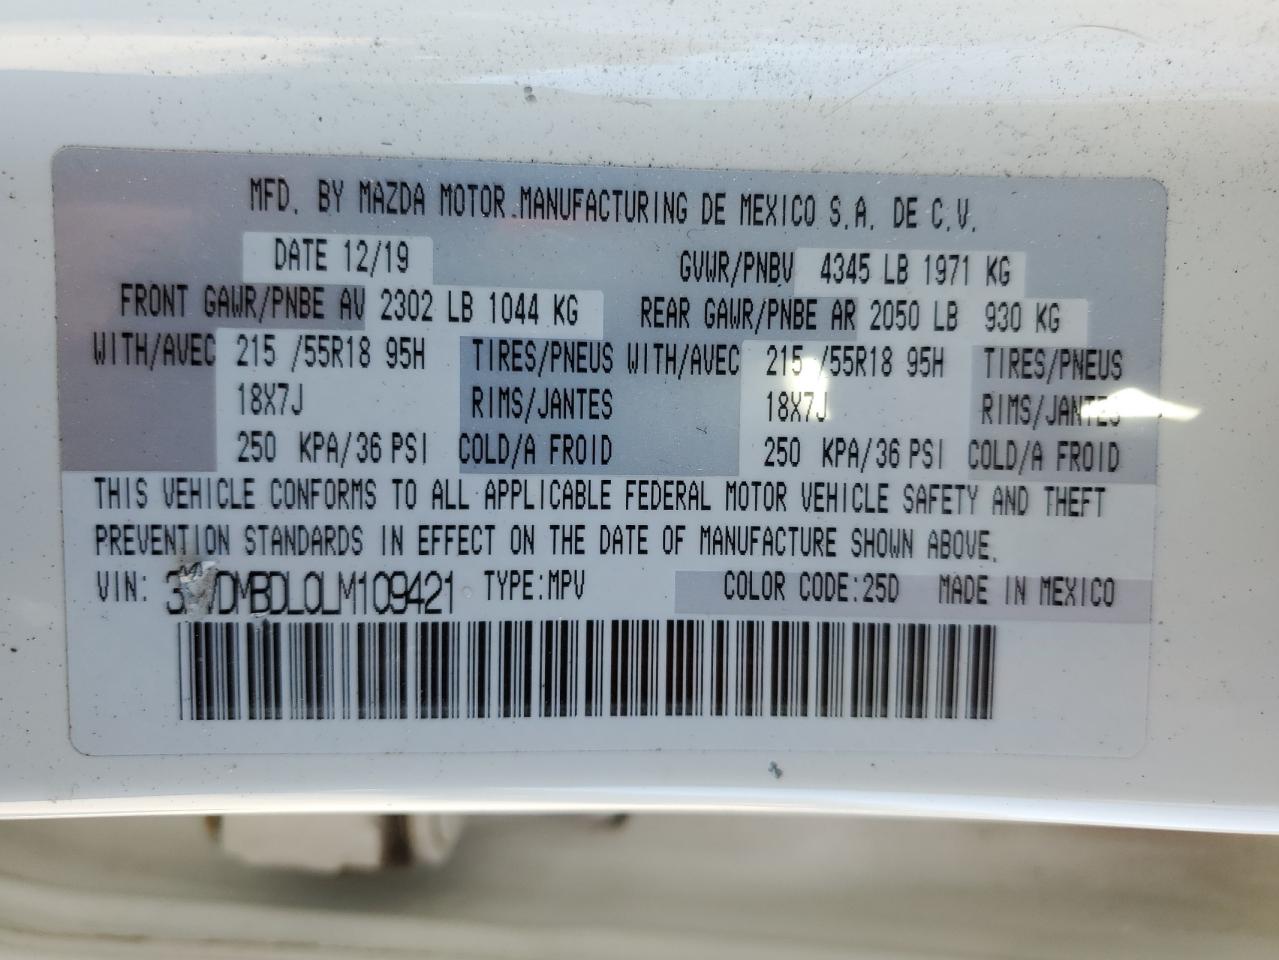 MFD. BY MAZDA MOTOR MANUFACTURING DE MEXICO S.A. DE C.V.
DATE 12/19 GVWR/PNBV 4345 LB 1971 KG
FRONT GAWR/PNBE AV 2302 LB 1044 KG REAR GAWR/PNBE AR 2050 LB 930 KG
WITH/AVEC 215 /55R18 95H TIRES/PNEUS WITH/AVEC 215 /55R18 95H TIRES/PNEUS
18X7J RIMS/JANTES 18X7J RIMS/JANTES
250 KPA/36 PSI COLD/A FROID 250 KPA/36 PSI COLD/A FROID
THIS VEHICLE CONFORMS TO ALL APPLICABLE FEDERAL MOTOR VEHICLE SAFETY AND THEFT
PREVENTION STANDARDS IN EFFECT ON THE DATE OF MANUFACTURE SHOWN ABOVE.
VIN: 3MVDMBDL0LM109421 TYPE:MPV COLOR CODE:25D MADE IN MEXICO